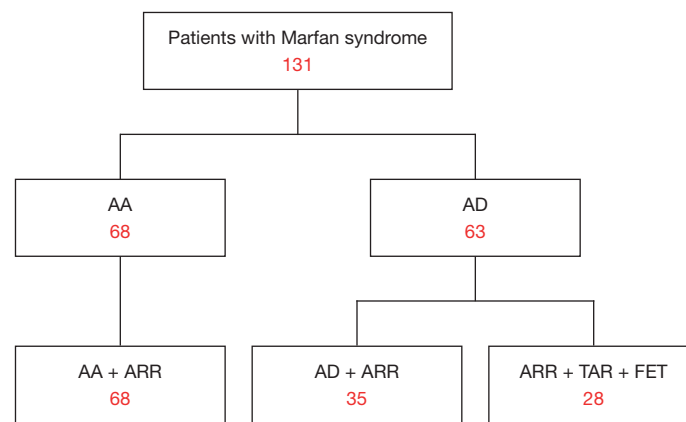 Patients with Marfan syndrome
131
AA
68
AD
63
AA + ARR
68
AD + ARR
35
ARR + TAR + FET
28